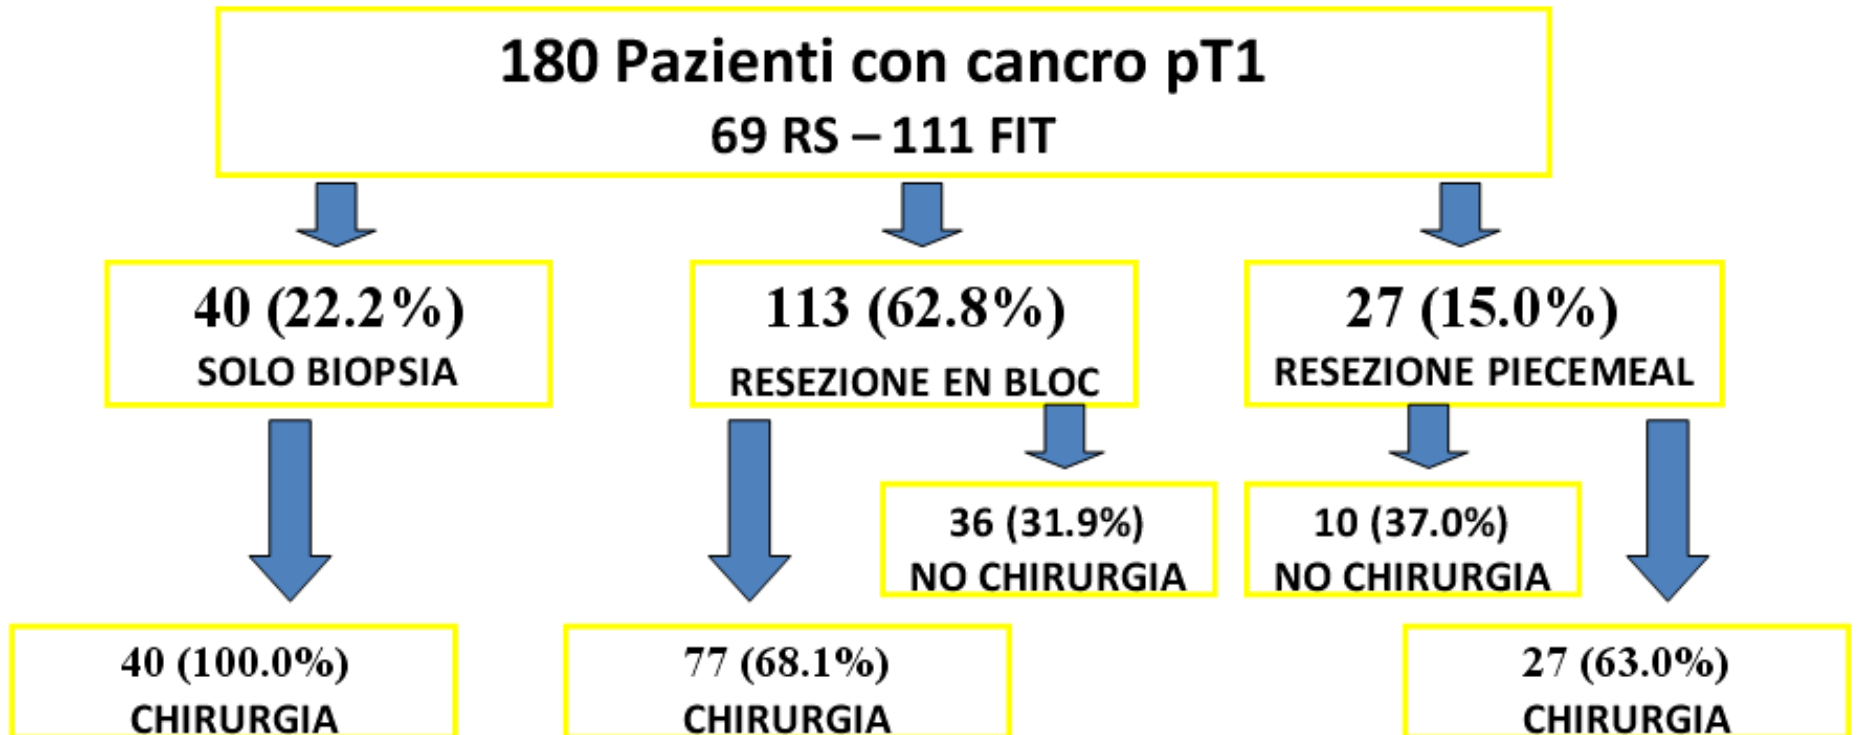 180 Pazienti con cancro pT1
69 RS – 111 FIT
40 (22.2%)
SOLO BIOPSIA
113 (62.8%)
RESEZIONE EN BLOC
27 (15.0%)
RESEZIONE PIECEMEAL
36 (31.9%)
NO CHIRURGIA
10 (37.0%)
NO CHIRURGIA
40 (100.0%)
CHIRURGIA
77 (68.1%)
CHIRURGIA
27 (63.0%)
CHIRURGIA